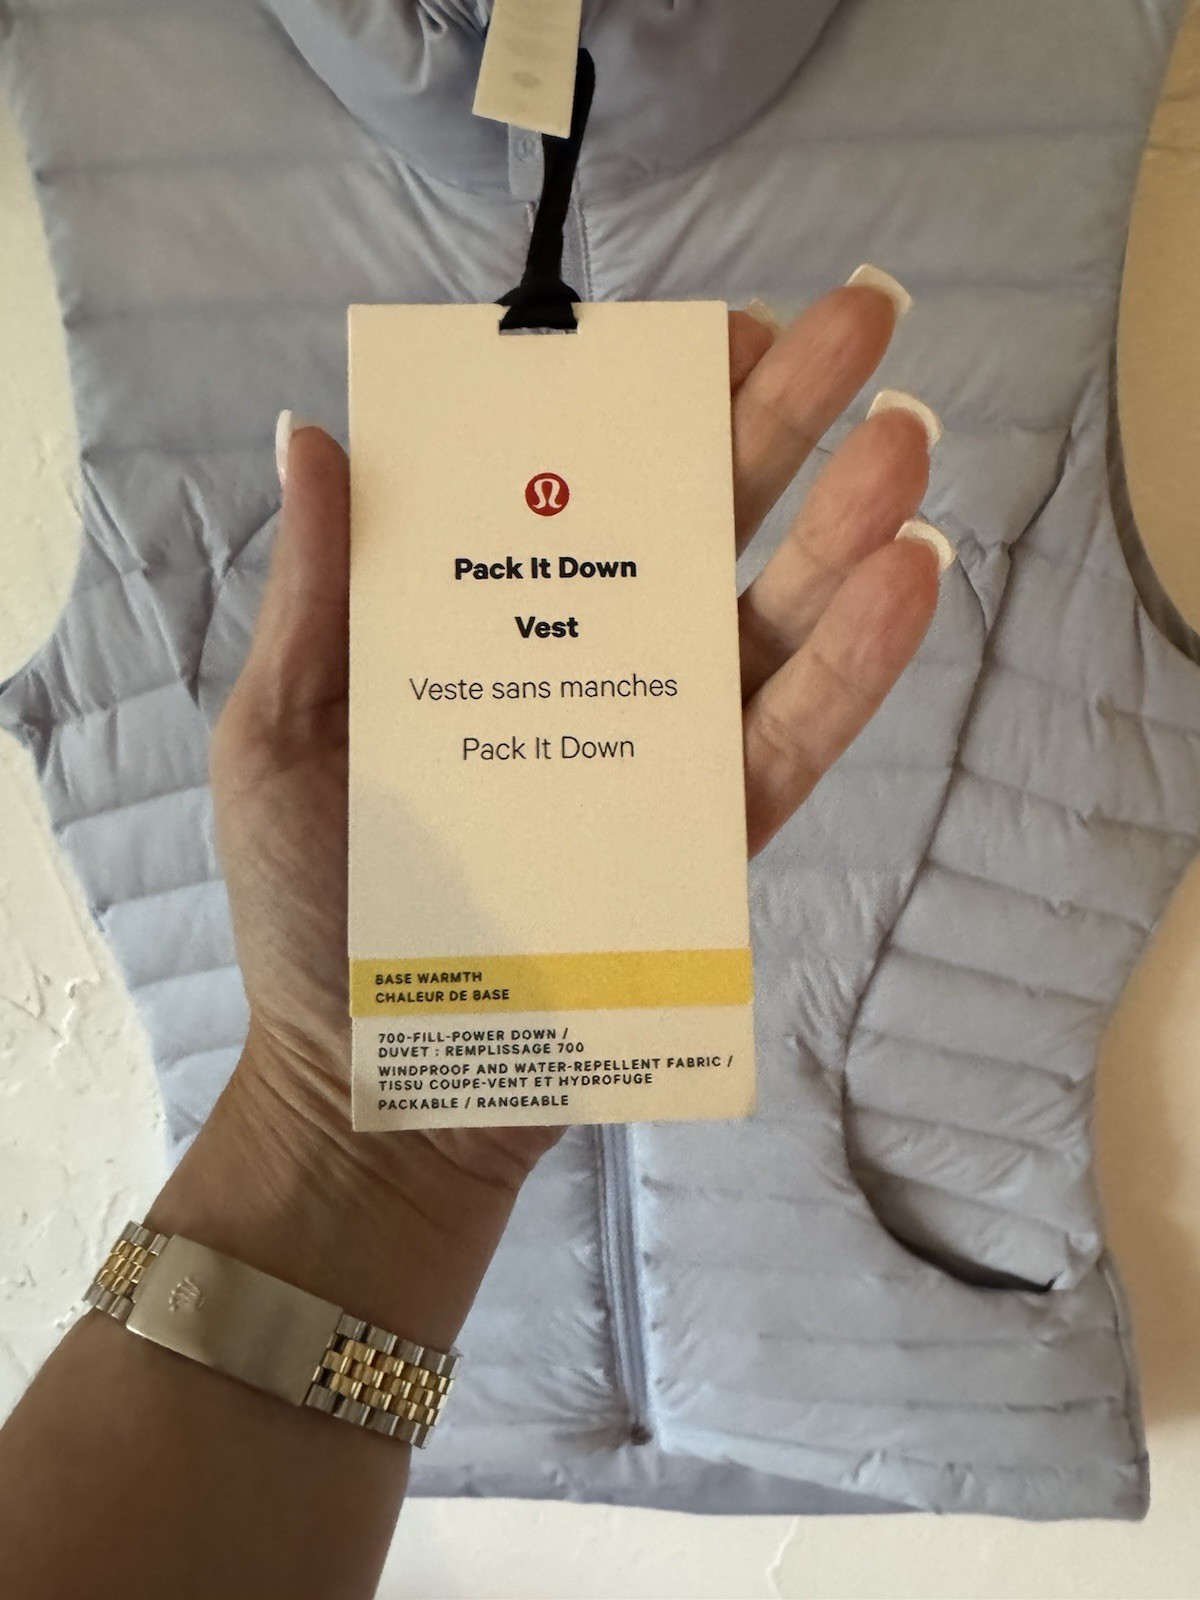 Pack It Down
Vest
Veste sans manches
Pack It Down
BASE WARMTH
CHALEUR DE BASE
700-FILL-POWER DOWN /
DUVET : REMPLISSAGE 700
WINDPROOF AND WATER-REPELLENT FABRIC /
TISSU COUPE-VENT ET HYDROFUGE
PACKABLE / RANGEABLE